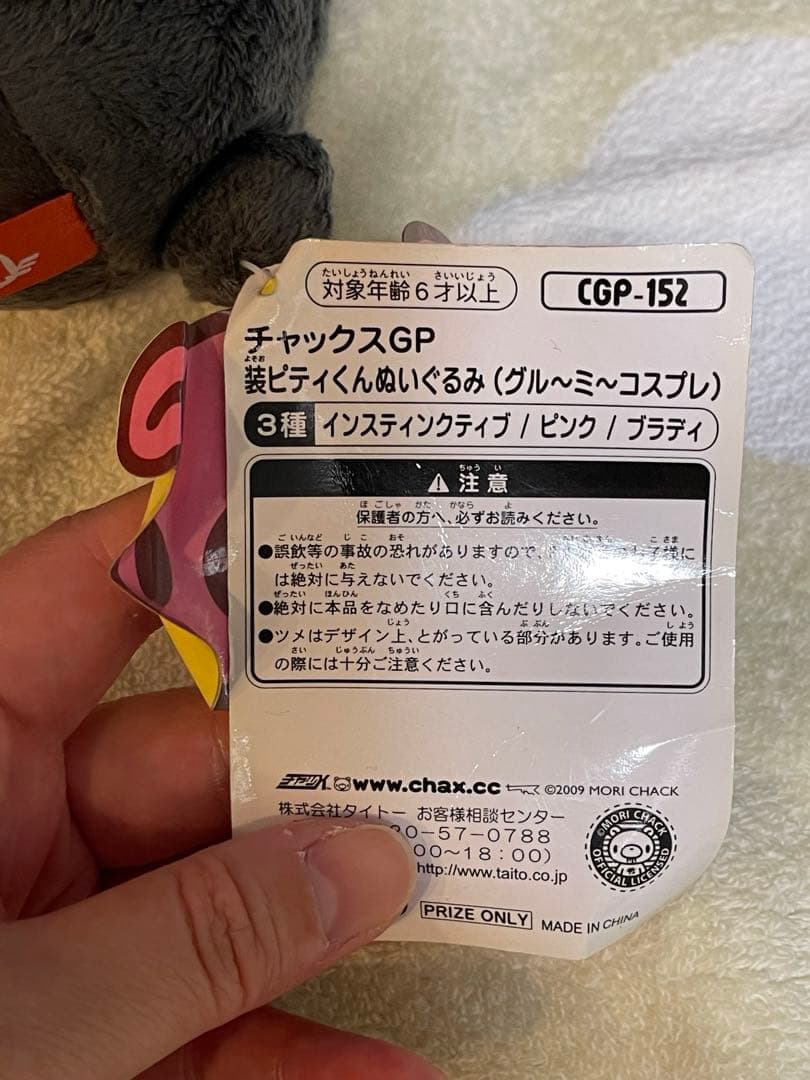 たいしょうねんれい さいいじょう
対象年齢6才以上
CGP-152
チャックスGP
よそお
装ピティくんぬいぐるみ(グル〜ミ〜コスプレ)
3種 インスティンクティブ / ピンク / ブラディ
ちゅうい
注意
ほごしゃ かた かなら よ
保護者の方へ、必ずお読みください。
ごいんなど じこ おそ こさま
●誤飲等の事故の恐れがありますので、 お子様に
ぜったい あた
は絶対に与えないでください。
ぜったい ほんひん くち ふく
●絶対に本品をなめたり口に含んだりしないでください。
じょう ぶぶん しよう
●ツメはデザイン上、とがっている部分があります。ご使用
さい じゅうぶん ちゅうい
の際には十分ご注意ください。
チャックス www.chax.cc ©2009 MORI CHACK
株式会社タイトー お客様相談センター
20-57-0788
00〜18:00)
http://www.taito.co.jp
©MORI CHACK OFFICIAL LICENSED
PRIZE ONLY MADE IN CHINA